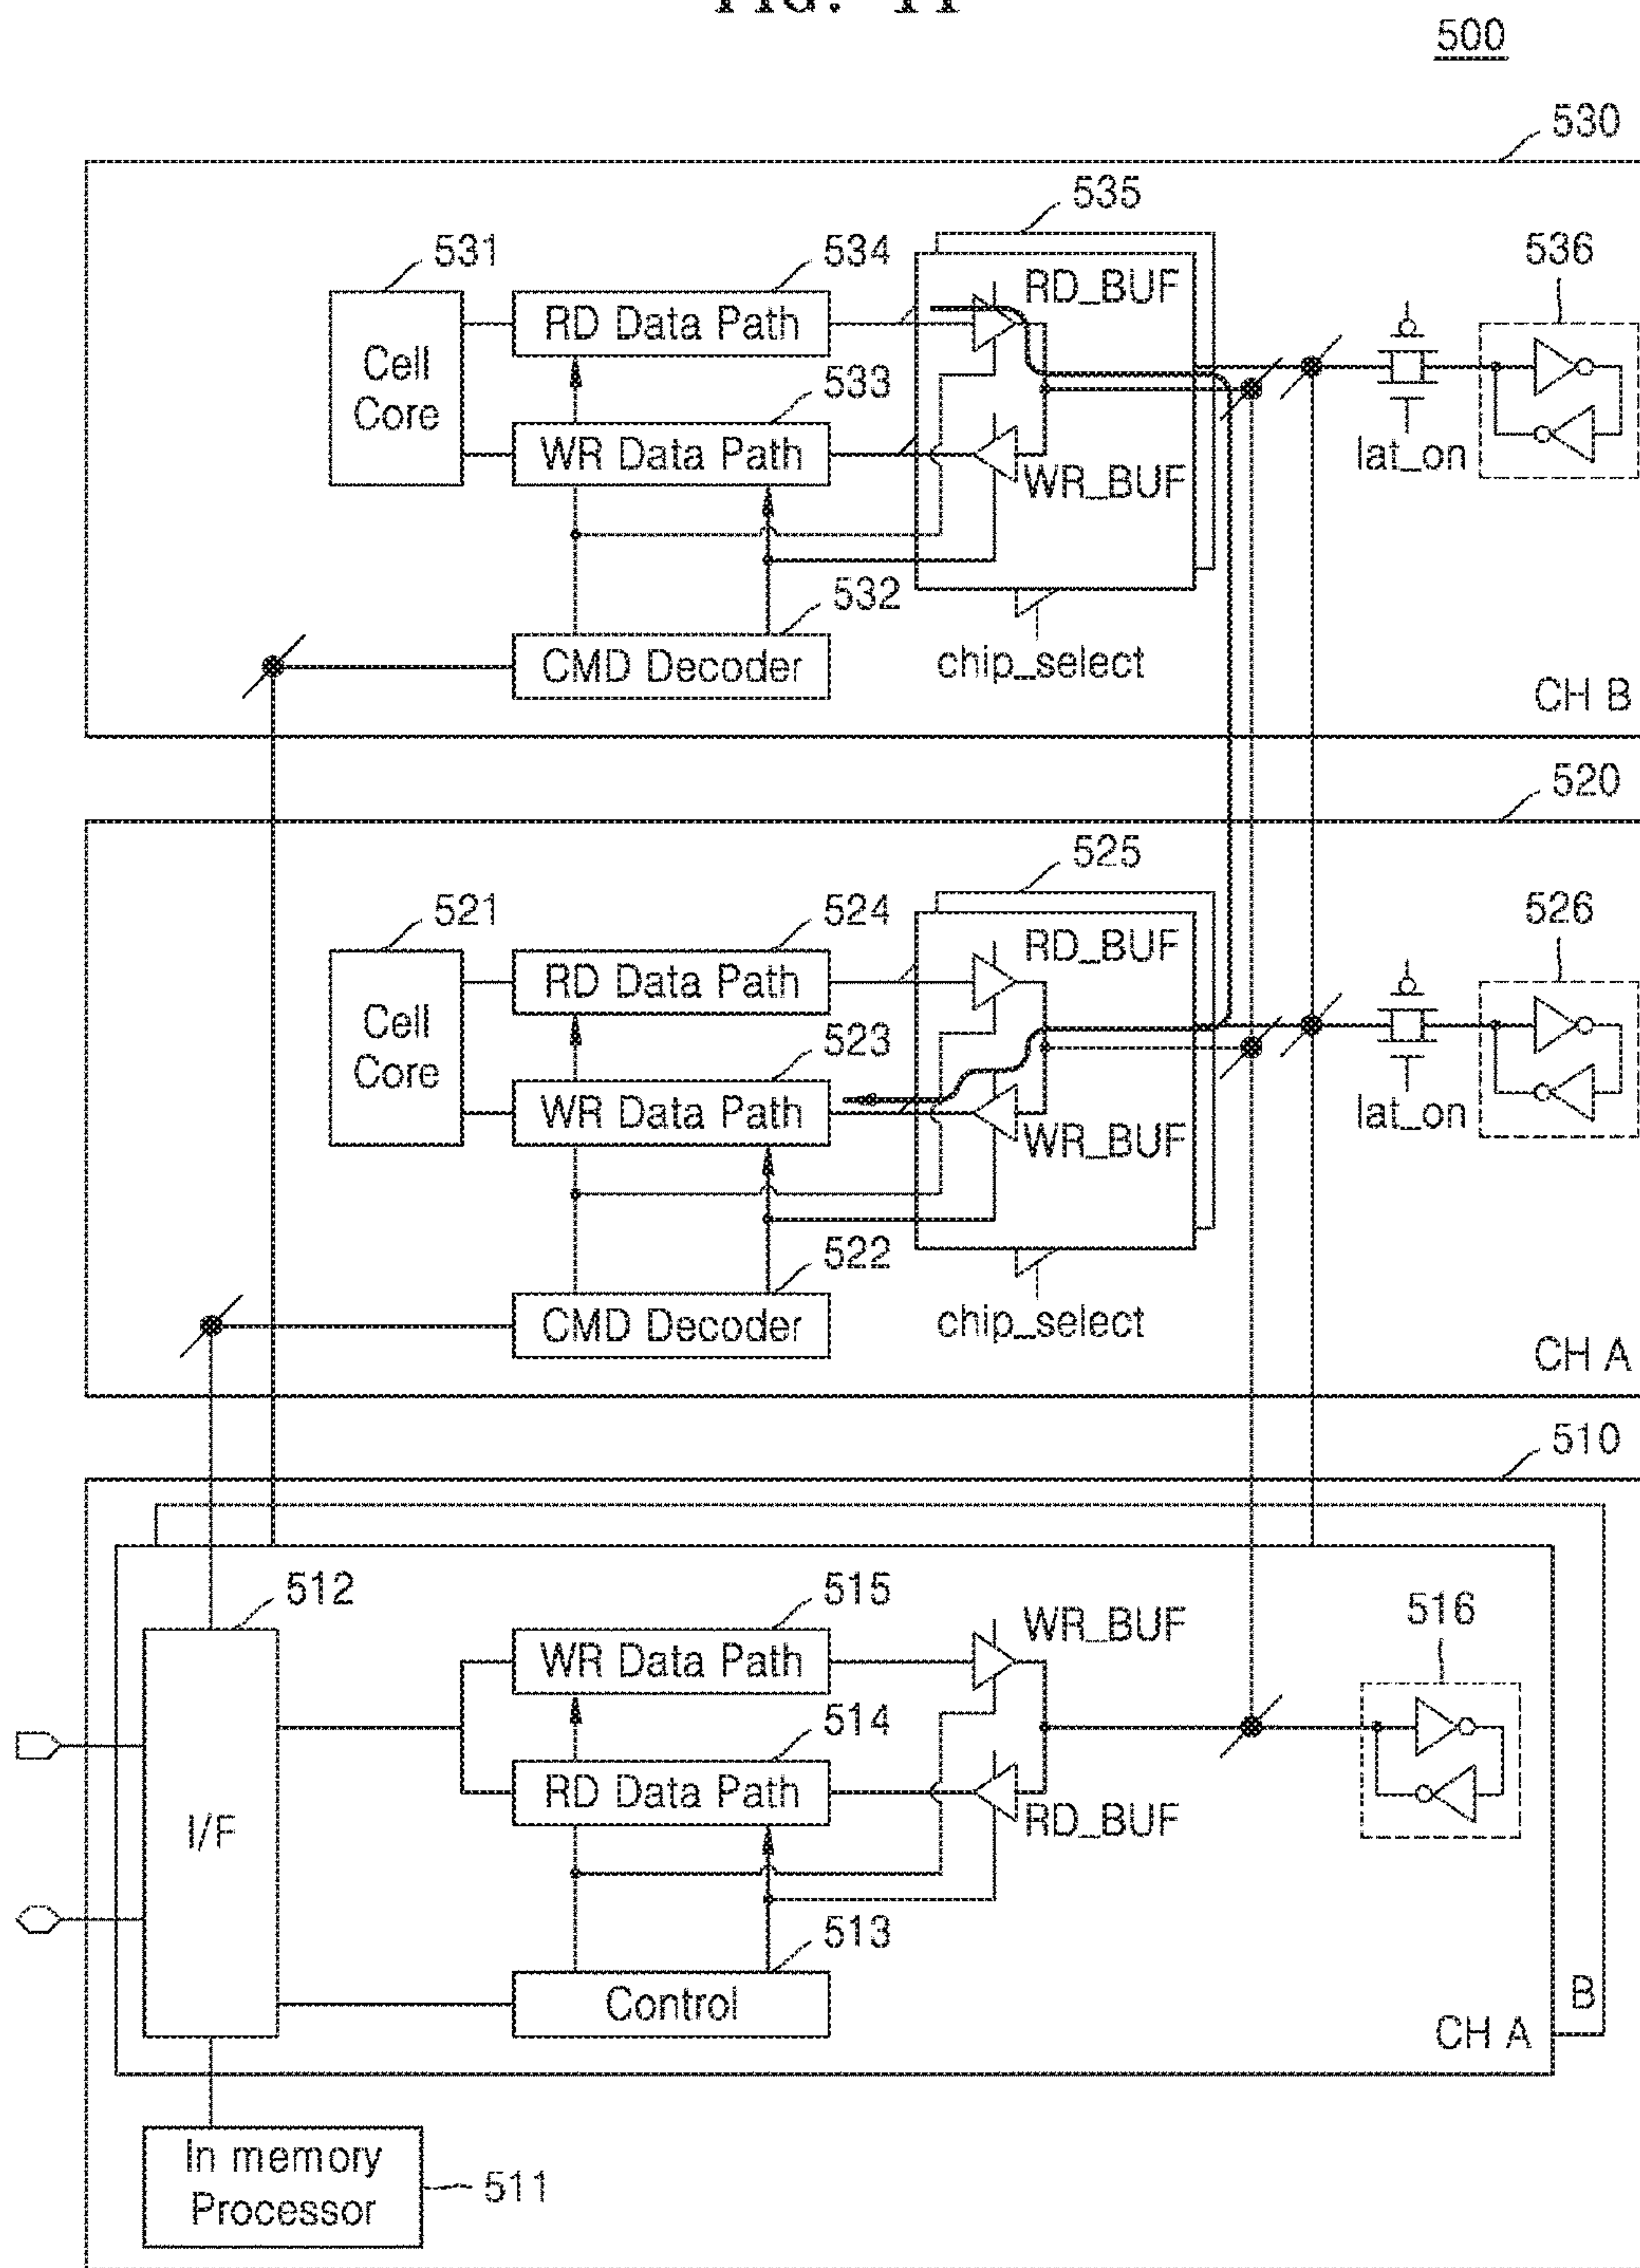 FIG. 11
500
530
535
531
534
536
RD_BUF
RD Data Path
Cell
Core
533
WR Data Path
lat_on
WR_BUF
532
CMD Decoder
chip_select
CH B
520
525
521
524
526
RD_BUF
RD Data Path
Cell
Core
523
WR Data Path
lat_on
WR_BUF
522
CMD Decoder
chip_select
CH A
510
512
515
516
WR_BUF
WR Data Path
514
RD Data Path
I/F
RD_BUF
513
Control
B
CH A
In memory
Processor
511